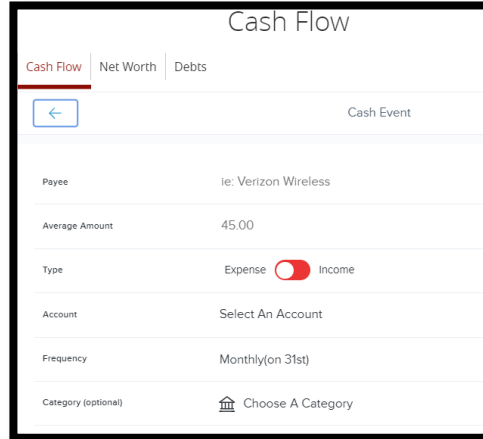 Cash Flow
Cash Flow Net Worth Debts
Cash Event
Payee ie: Verizon Wireless
Average Amount 45.00
Type Expense Income
Account Select An Account
Frequency Monthly(on 31st)
Category (optional) Choose A Category